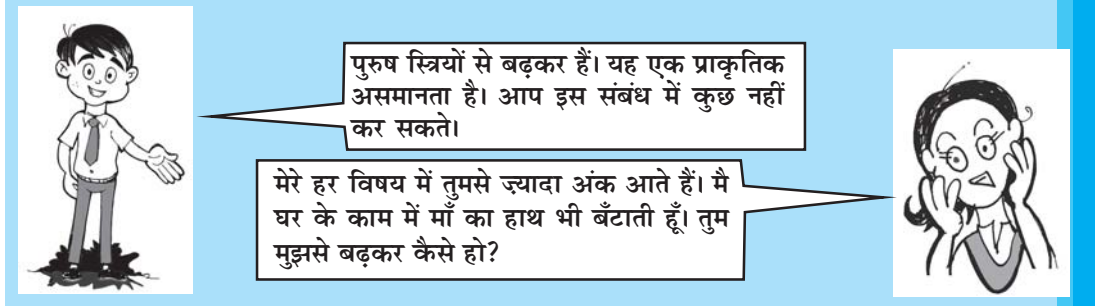 पुरुष स्त्रियों से बढ़कर हैं। यह एक प्राकृतिक
असमानता है। आप इस संबंध में कुछ नहीं
कर सकते।
मेरे हर विषय में तुमसे ज़्यादा अंक आते हैं। मै
घर के काम में माँ का हाथ भी बँटाती हूँ। तुम
मुझसे बढ़कर कैसे हो?